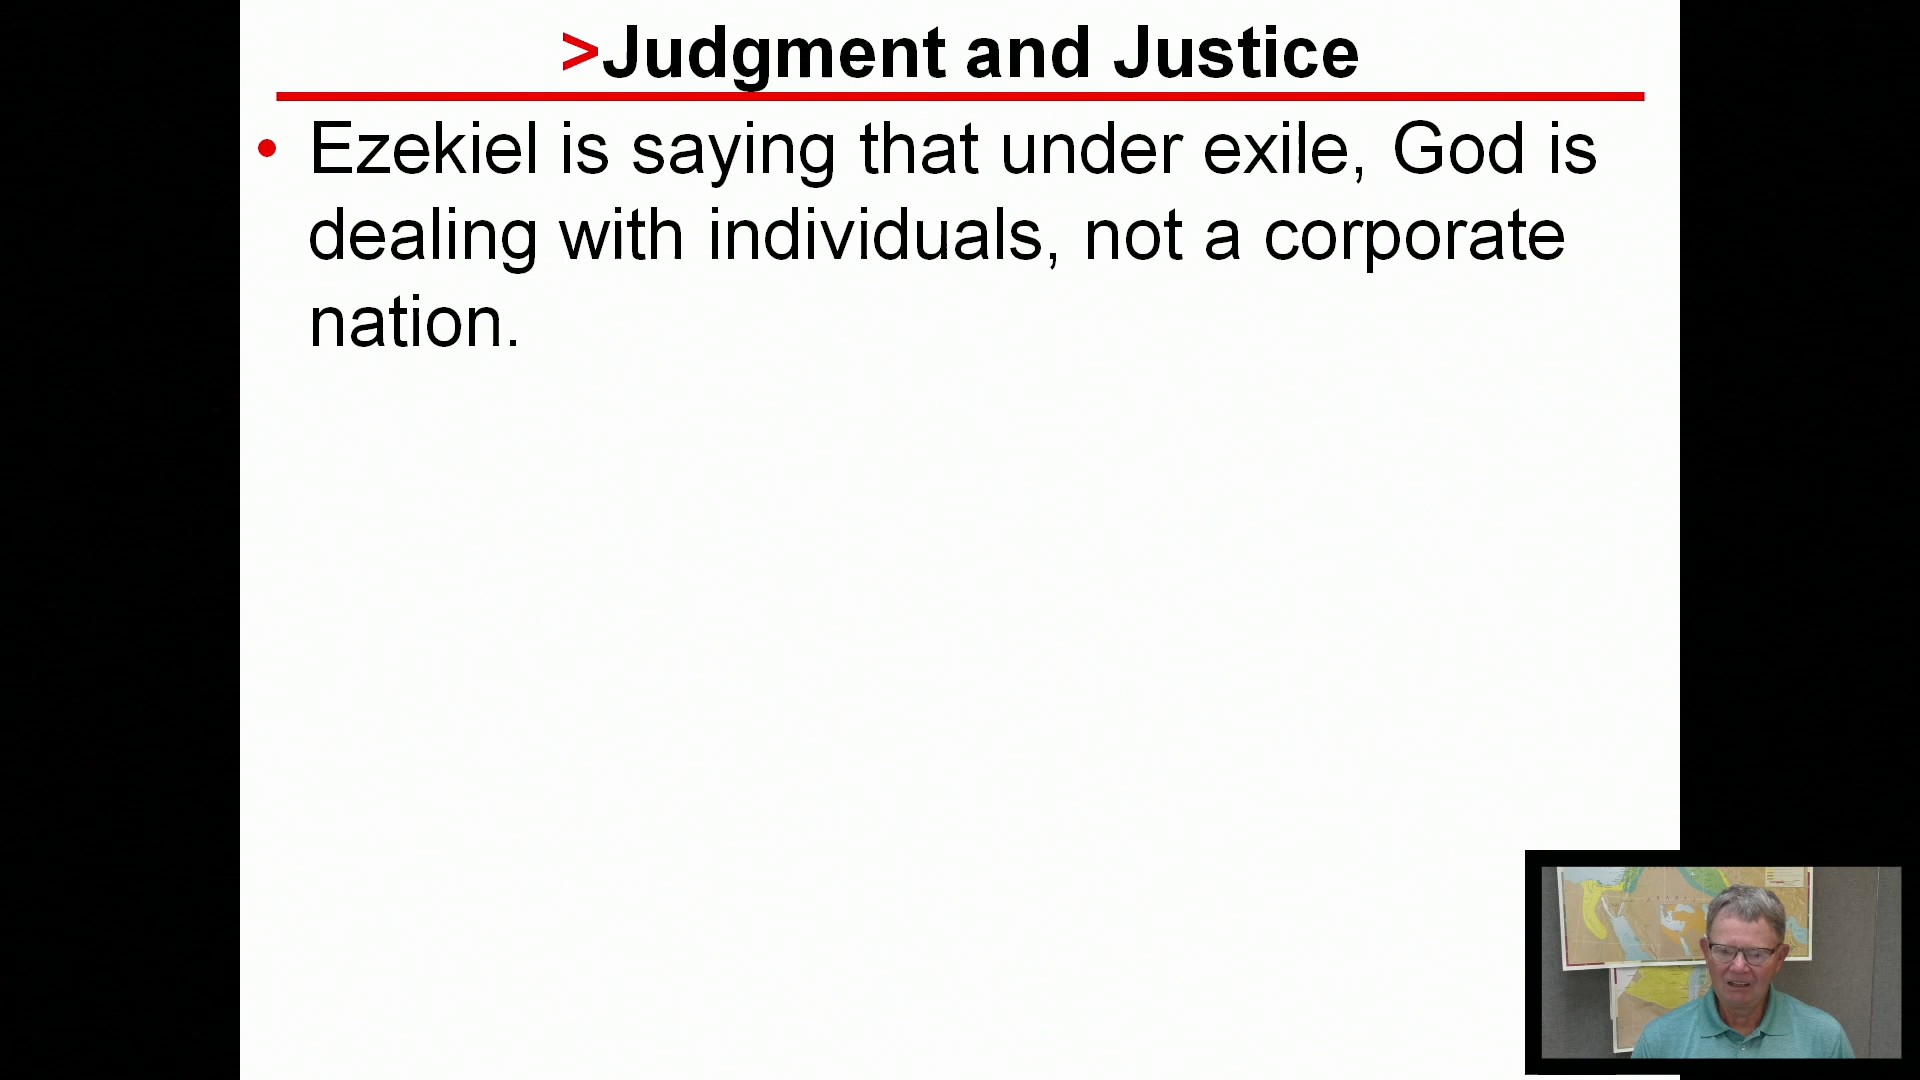 >Judgment and Justice
• Ezekiel is saying that under exile, God is
dealing with individuals, not a corporate
nation.